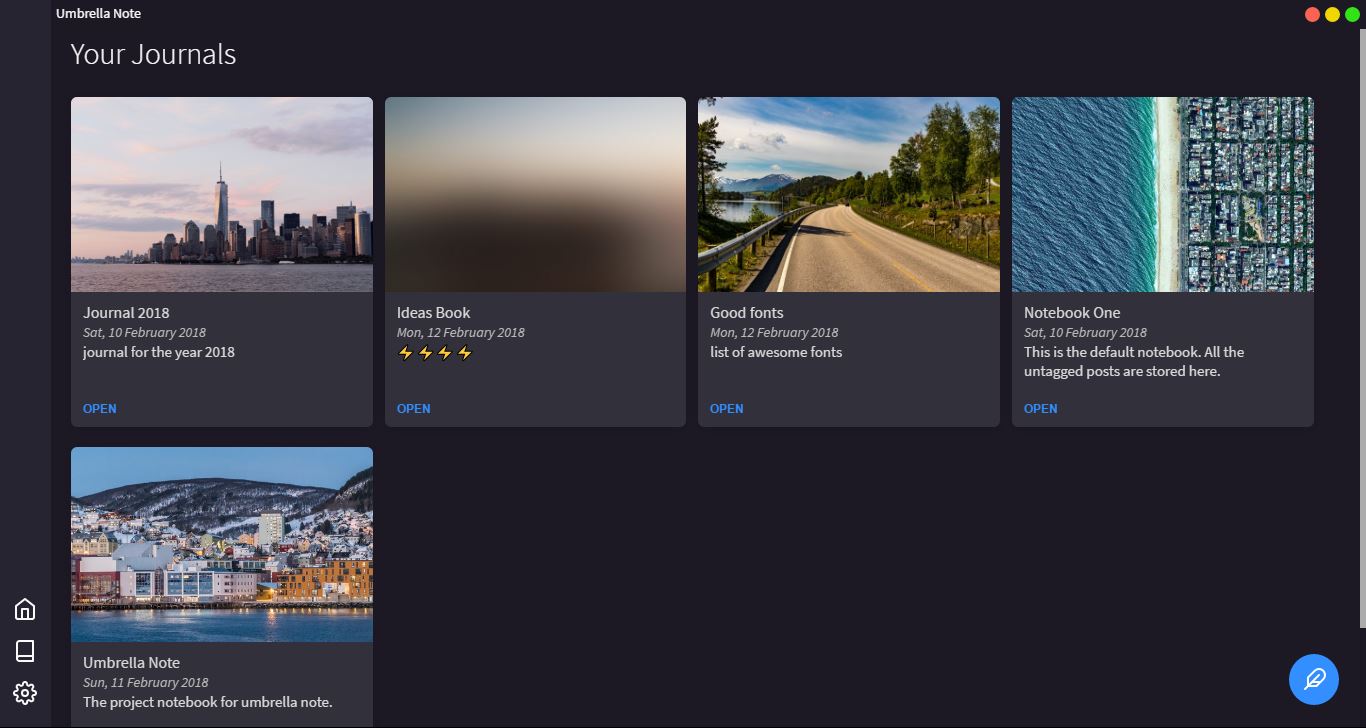 Umbrella Note
Your Journals
Journal 2018
Sat, 10 February 2018
journal for the year 2018
OPEN
Ideas Book
Mon, 12 February 2018
⚡⚡⚡⚡
OPEN
Good fonts
Mon, 12 February 2018
list of awesome fonts
OPEN
Notebook One
Sat, 10 February 2018
This is the default notebook. All the
untagged posts are stored here.
OPEN
Umbrella Note
Sun, 11 February 2018
The project notebook for umbrella note.